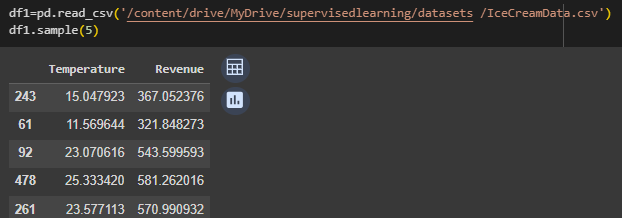 df1=pd.read_csv('/content/drive/MyDrive/supervisedlearning/datasets /IceCreamData.csv')
df1.sample(5)
Temperature Revenue
243 15.047923 367.052376
61 11.569644 321.848273
92 23.070616 543.599593
478 25.333420 581.262016
261 23.577113 570.990932